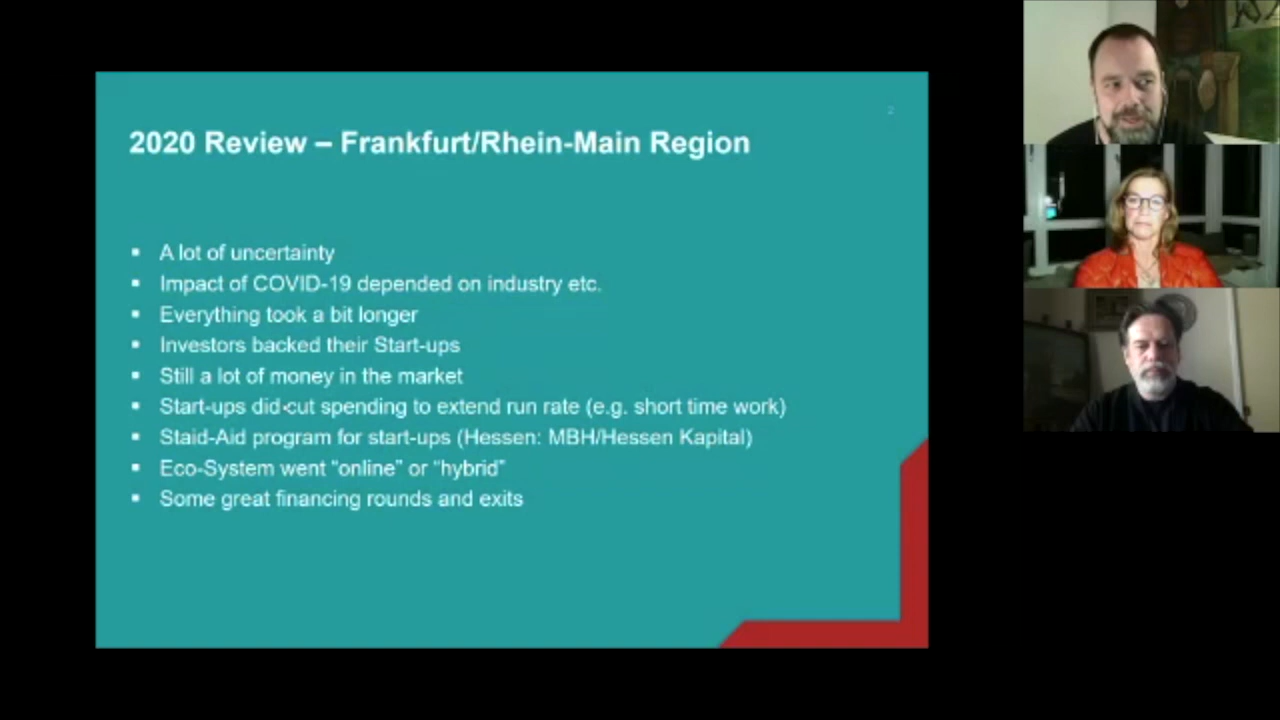 2
2020 Review – Frankfurt/Rhein-Main Region
▪ A lot of uncertainty
▪ Impact of COVID-19 depended on industry etc.
▪ Everything took a bit longer
▪ Investors backed their Start-ups
▪ Still a lot of money in the market
▪ Start-ups did cut spending to extend run rate (e.g. short time work)
▪ Staid-Aid program for start-ups (Hessen: MBH/Hessen Kapital)
▪ Eco-System went “online” or “hybrid”
▪ Some great financing rounds and exits